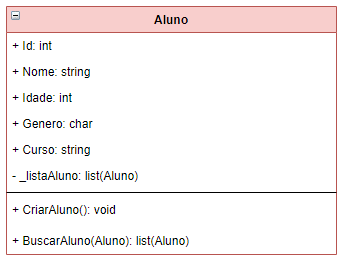 Aluno
+ Id: int
+ Nome: string
+ Idade: int
+ Genero: char
+ Curso: string
- _listaAluno: list(Aluno)
+ CriarAluno(): void
+ BuscarAluno(Aluno): list(Aluno)